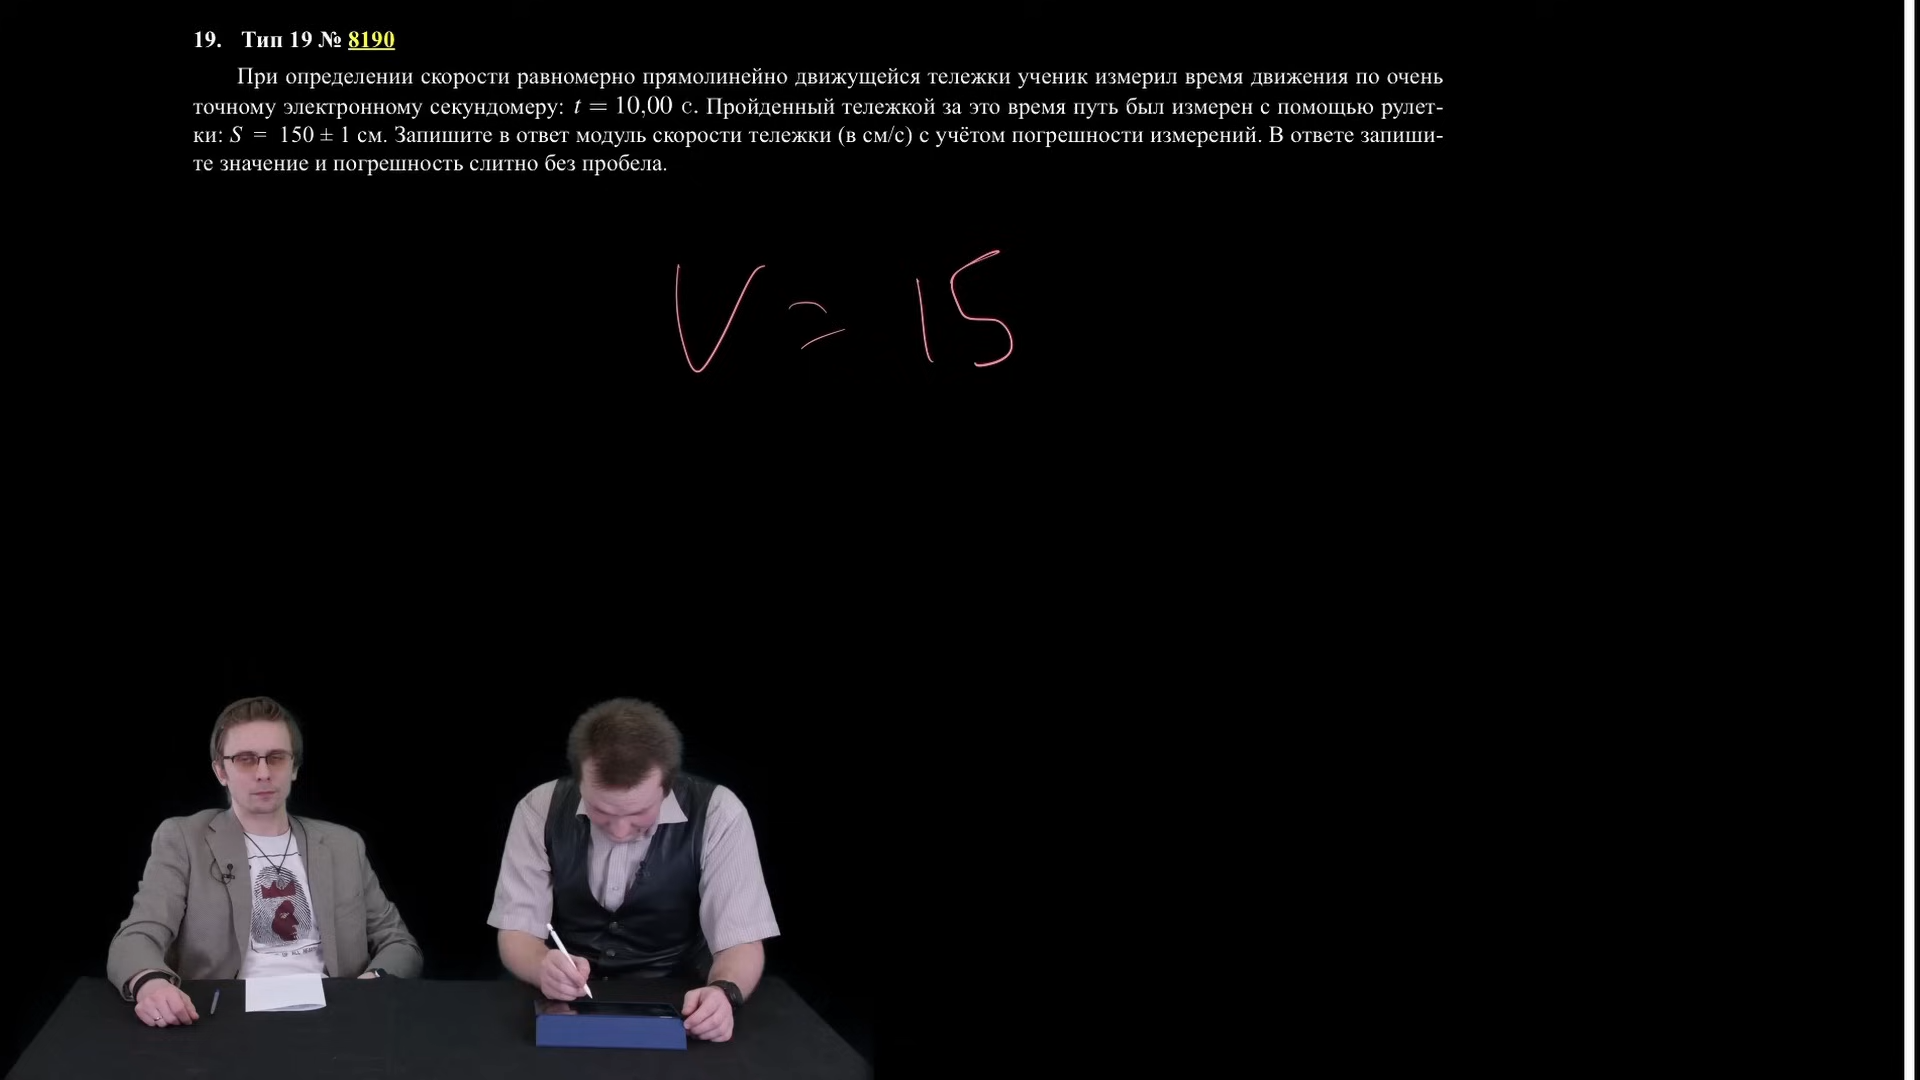 19. Тип 19 № 8190
При определении скорости равномерно прямолинейно движущейся тележки ученик измерил время движения по очень
точному электронному секундомеру: t = 10,00 с. Пройденный тележкой за это время путь был измерен с помощью рулет-
ки: S = 150 ± 1 см. Запишите в ответ модуль скорости тележки (в см/с) с учётом погрешности измерений. В ответе запиши-
те значение и погрешность слитно без пробела.
V = 15